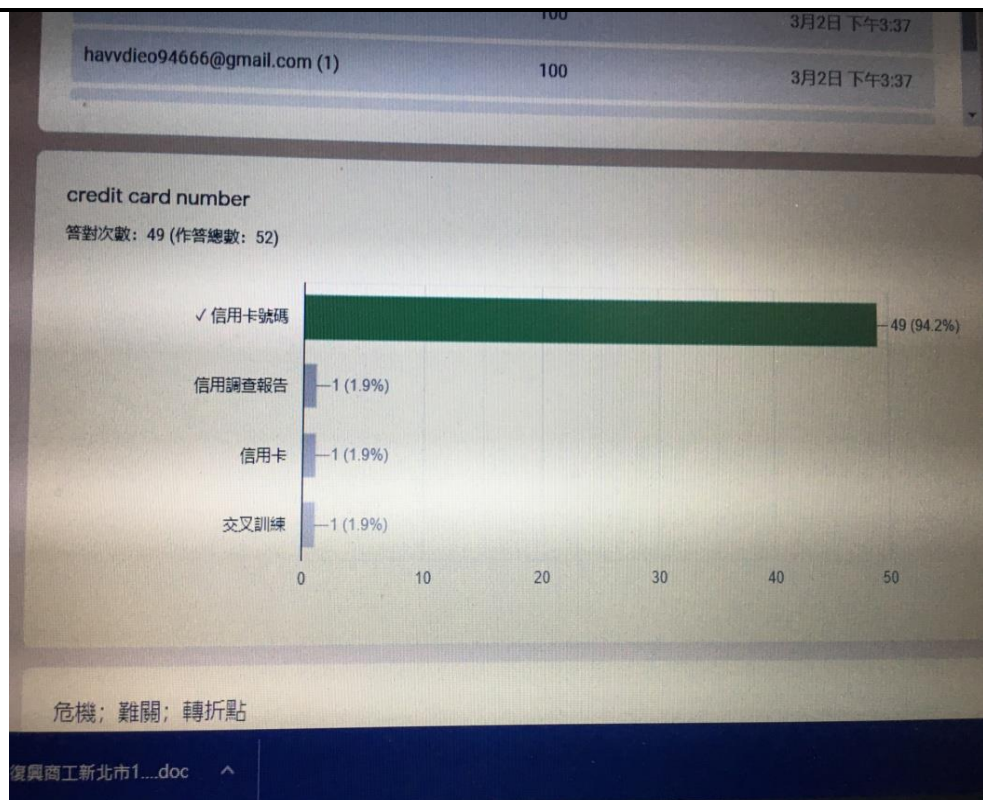 100
3月2日 下午3:37
havvdieo94666@gmail.com (1)
100
3月2日 下午3:37
credit card number
答對次數：49 (作答總數：52)
✓ 信用卡號碼
49 (94.2%)
信用調查報告
1 (1.9%)
信用卡
1 (1.9%)
交叉訓練
1 (1.9%)
0 10 20 30 40 50
危機；難關；轉折點
復興商工新北市1....doc